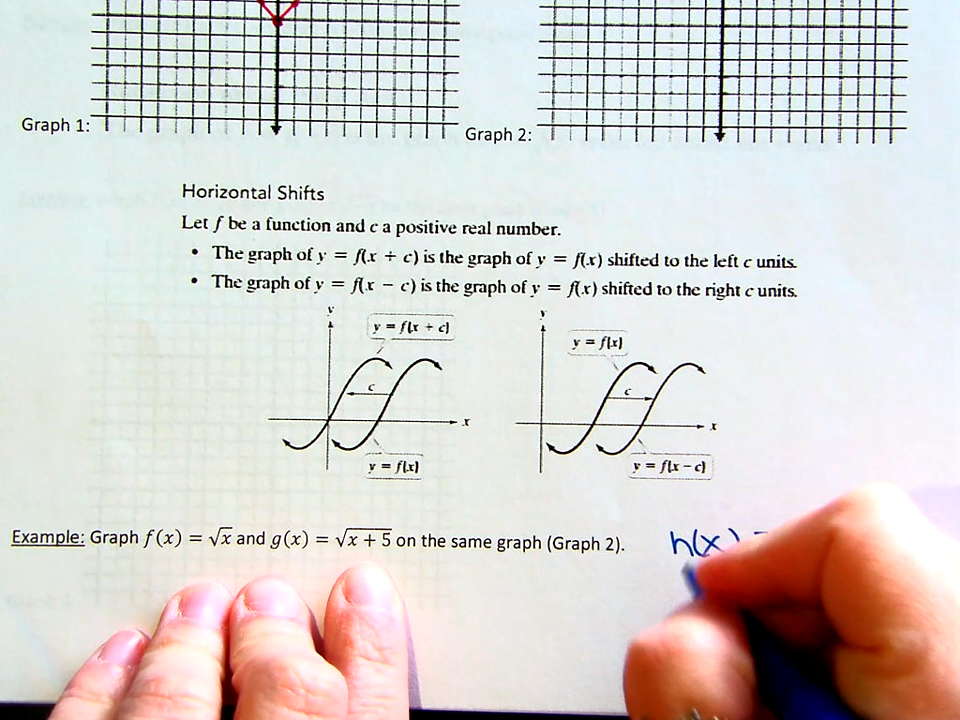 Graph 1:
Graph 2:
Horizontal Shifts
Let f be a function and c a positive real number.
• The graph of y = f(x + c) is the graph of y = f(x) shifted to the left c units.
• The graph of y = f(x − c) is the graph of y = f(x) shifted to the right c units.
y
y = f(x + c)
c
x
y = f(x)
y
y = f(x)
c
x
y = f(x − c)
Example: Graph f(x) = √x and g(x) = √x + 5 on the same graph (Graph 2).
h(x) =